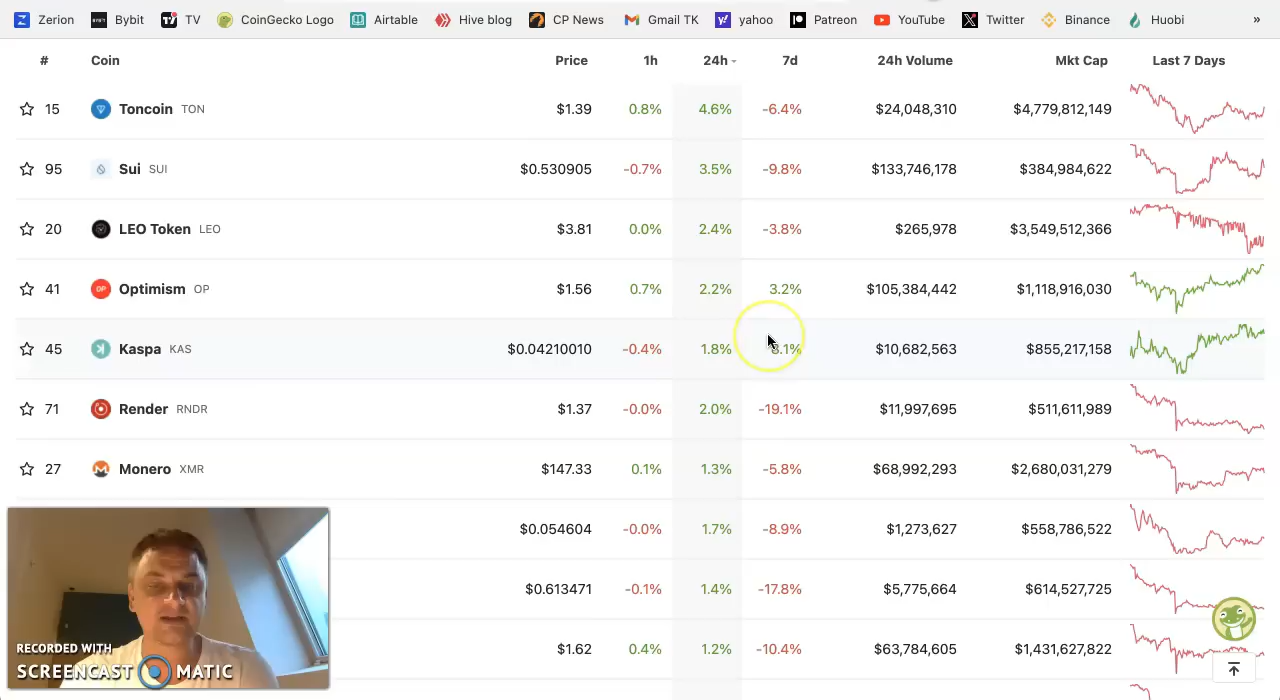 Zerion Bybit TV CoinGecko Logo Airtable Hive blog CP News Gmail TK yahoo Patreon YouTube Twitter Binance Huobi »
# Coin Price 1h 24h 7d 24h Volume Mkt Cap Last 7 Days
15 Toncoin TON $1.39 0.8% 4.6% -6.4% $24,048,310 $4,779,812,149
95 Sui SUI $0.530905 -0.7% 3.5% -9.8% $133,746,178 $384,984,622
20 LEO Token LEO $3.81 0.0% 2.4% -3.8% $265,978 $3,549,512,366
41 Optimism OP $1.56 0.7% 2.2% 3.2% $105,384,442 $1,118,916,030
45 Kaspa KAS $0.04210010 -0.4% 1.8% $10,682,563 $855,217,158
71 Render RNDR $1.37 -0.0% 2.0% -19.1% $11,997,695 $511,611,989
27 Monero XMR $147.33 0.1% 1.3% -5.8% $68,992,293 $2,680,031,279
$0.054604 -0.0% 1.7% -8.9% $1,273,627 $558,786,522
$0.613471 -0.1% 1.4% -17.8% $5,775,664 $614,527,725
$1.62 0.4% 1.2% -10.4% $63,784,605 $1,431,627,822
RECORDED WITH
SCREENCAST MATIC